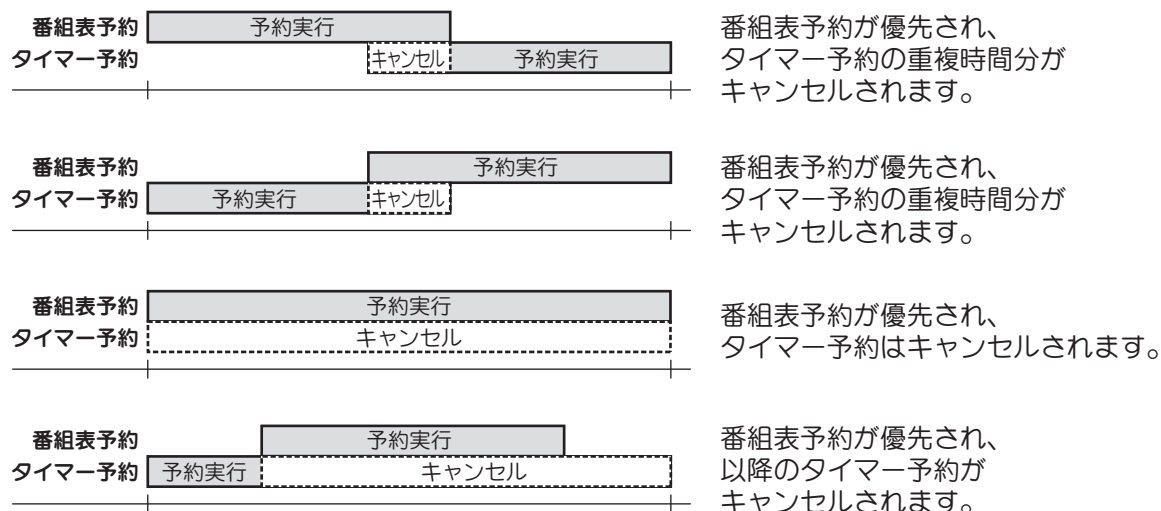 番組表予約 予約実行
タイマー予約 キャンセル 予約実行
番組表予約が優先され、
タイマー予約の重複時間分が
キャンセルされます。
番組表予約 予約実行
タイマー予約 予約実行 キャンセル
番組表予約が優先され、
タイマー予約の重複時間分が
キャンセルされます。
番組表予約 予約実行
タイマー予約 キャンセル
番組表予約が優先され、
タイマー予約はキャンセルされます。
番組表予約 予約実行
タイマー予約 予約実行 キャンセル
番組表予約が優先され、
以降のタイマー予約が
キャンセルされます。